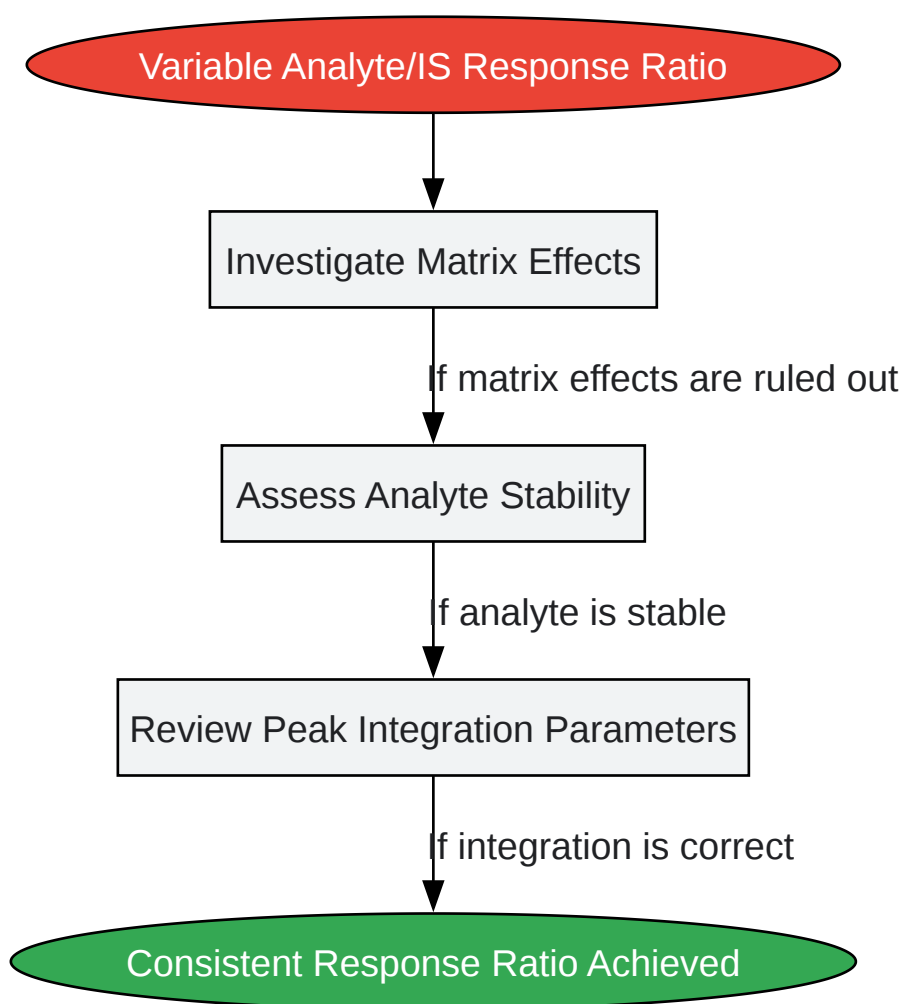 Variable Analyte/IS Response Ratio
Investigate Matrix Effects
If matrix effects are ruled out
Assess Analyte Stability
If analyte is stable
Review Peak Integration Parameters
If integration is correct
Consistent Response Ratio Achieved